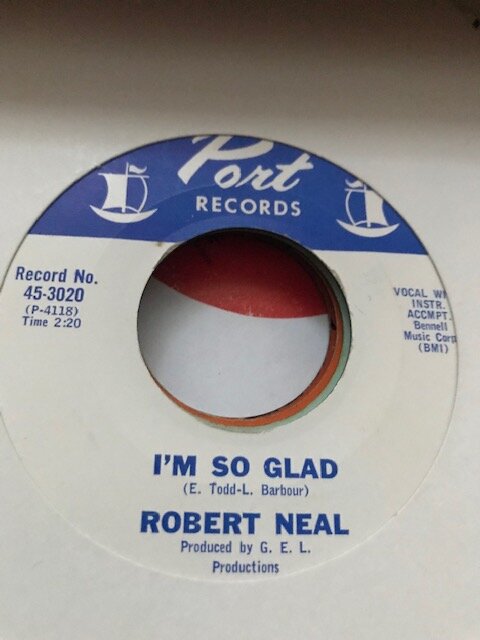 Port
RECORDS
Record No.
45-3020
(P-4118)
Time 2:20
VOCAL
INSTR.
ACCMPT.
Bennell
Music Corp
(BMI)
I'M SO GLAD
(E. Todd-L. Barbour)
ROBERT NEAL
Produced by G. E. L.
Productions